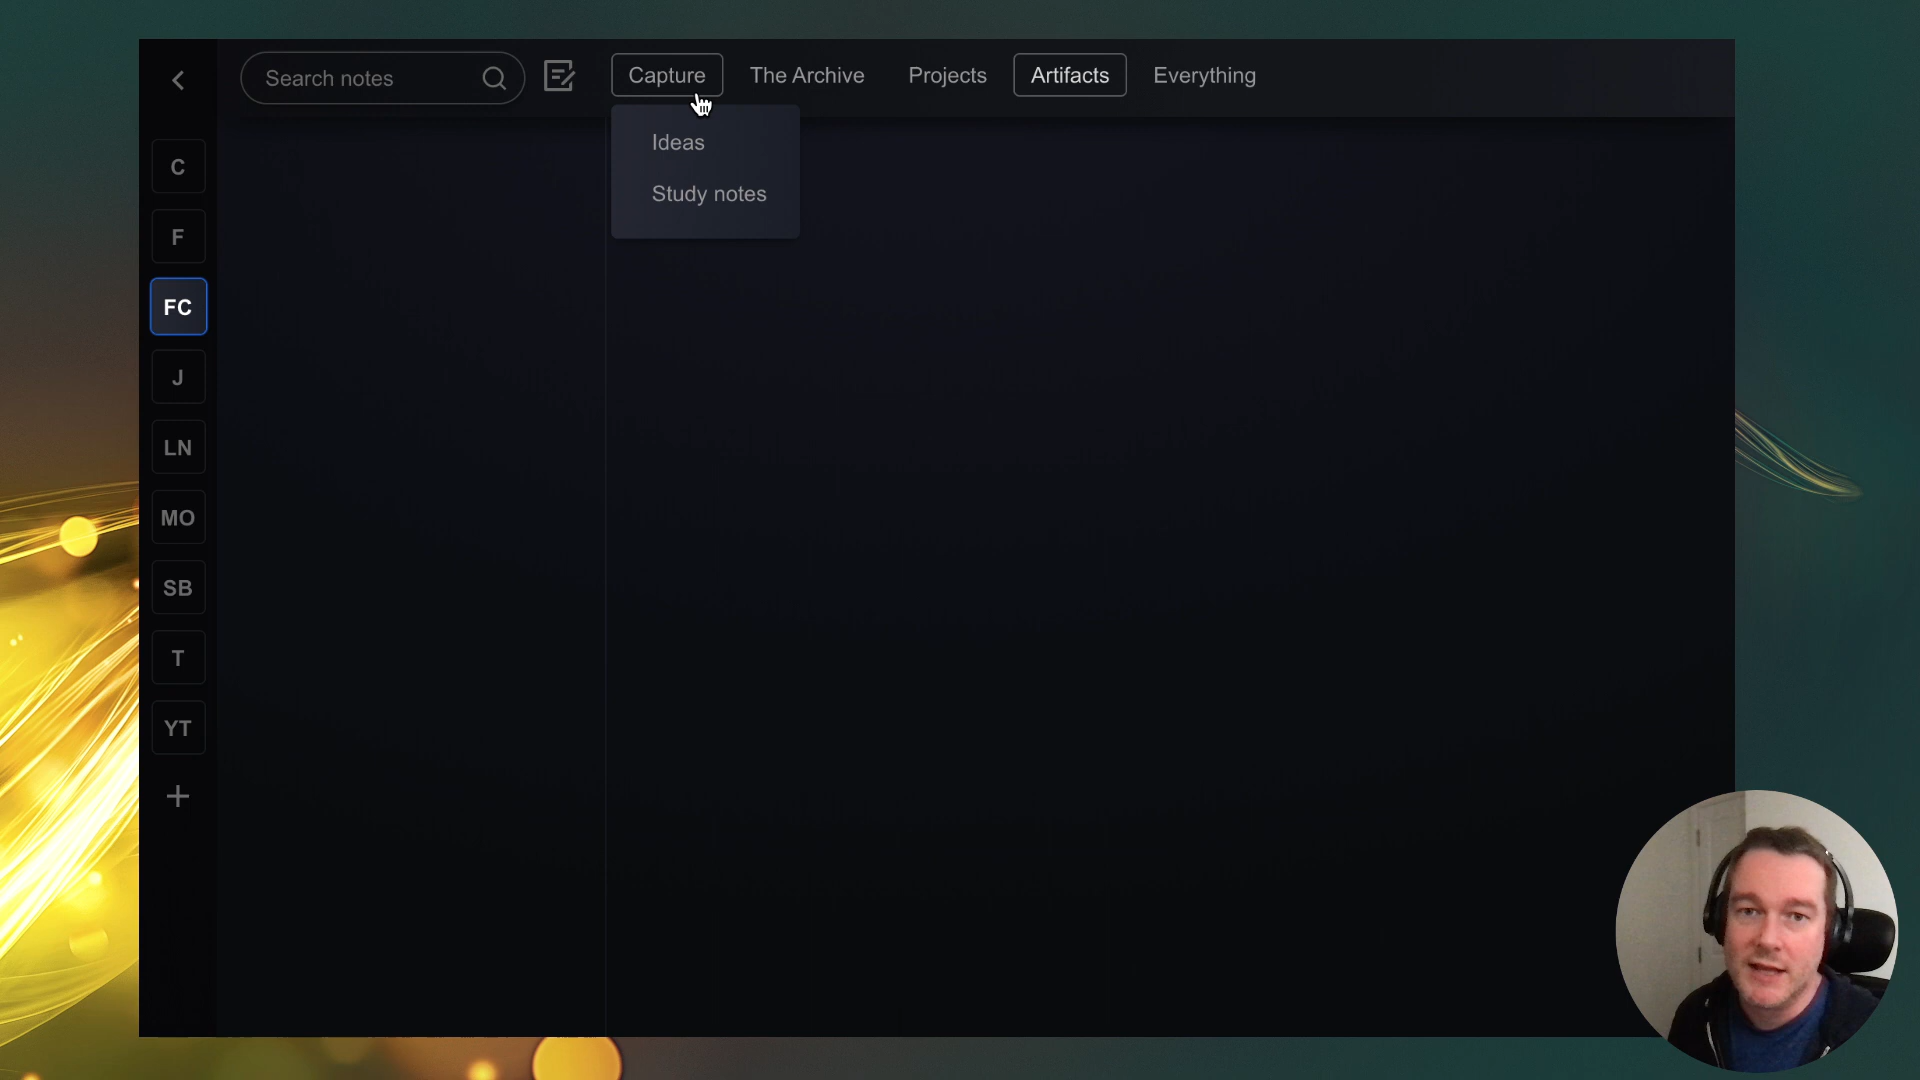 Search notes
Capture
The Archive
Projects
Artifacts
Everything
Ideas
Study notes
C
F
FC
J
LN
MO
SB
T
YT